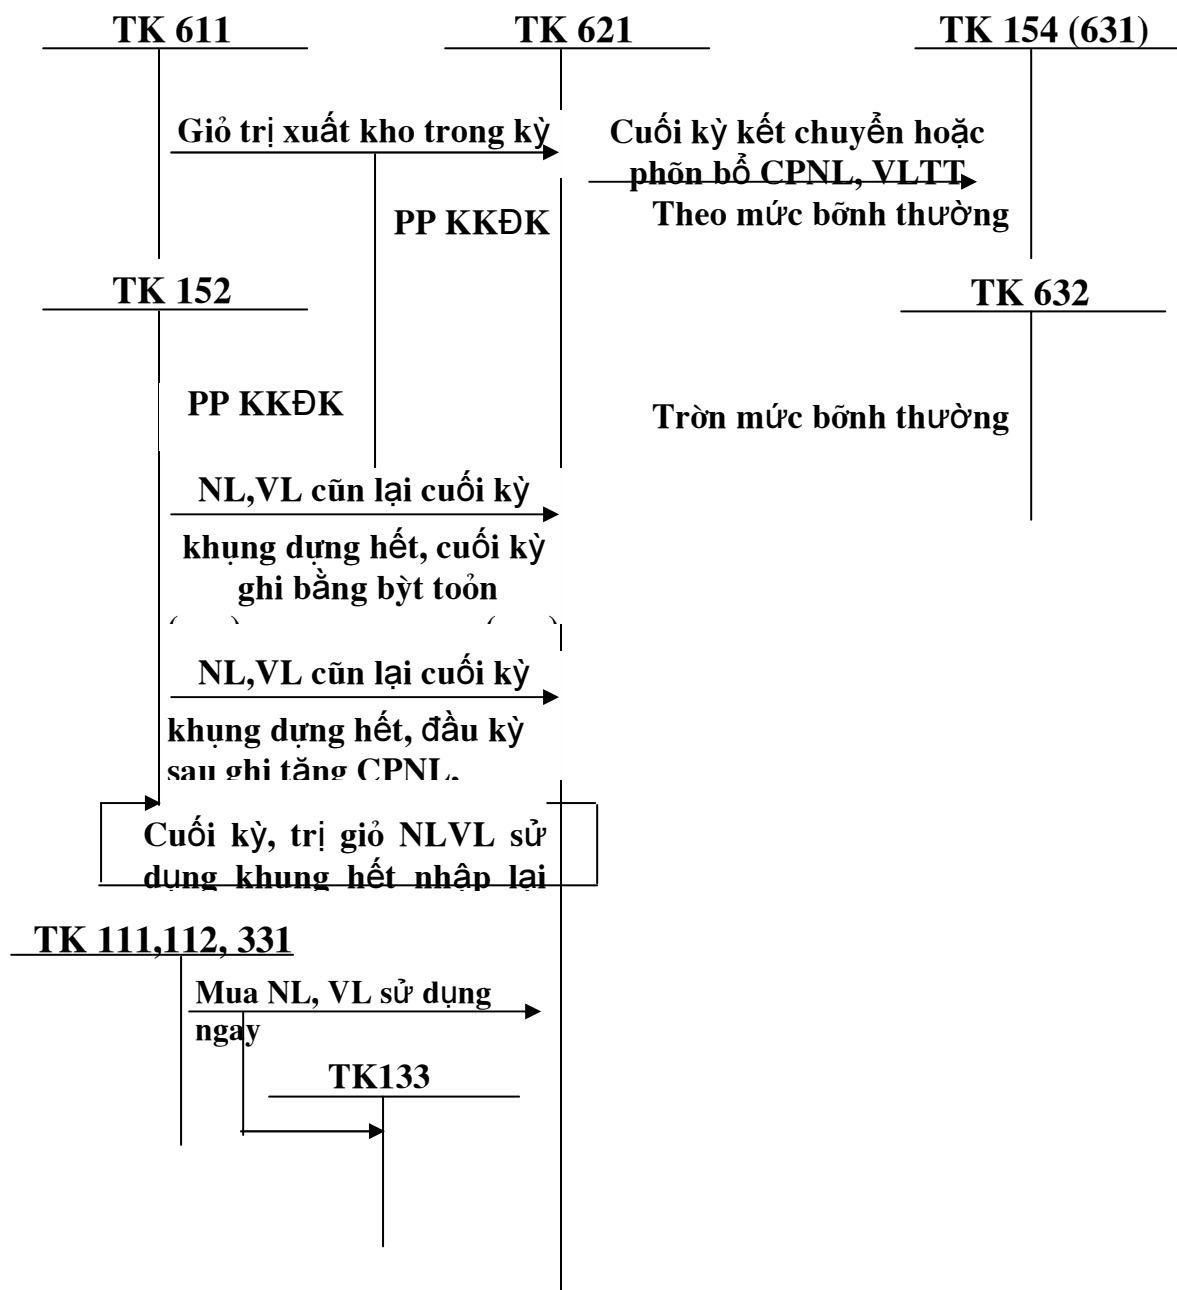 TK 611
TK 621
TK 154 (631)
Giỏ trị xuất kho trong kỳ
Cuối kỳ kết chuyển hoặc
phõn bổ CPNL, VLTT
Theo mức bỡnh thường
PP KKĐK
TK 152
TK 632
PP KKĐK
Trờn mức bỡnh thường
NL,VL cũn lại cuối kỳ
khụng dựng hết, cuối kỳ
ghi bằng bỳt toỏn
NL,VL cũn lại cuối kỳ
khụng dựng hết, đầu kỳ
sau ghi tăng CPNL,
Cuối kỳ, trị giỏ NLVL sử
dụng khung hết nhập lại
TK 111,112, 331
Mua NL, VL sử dụng
ngay
TK133